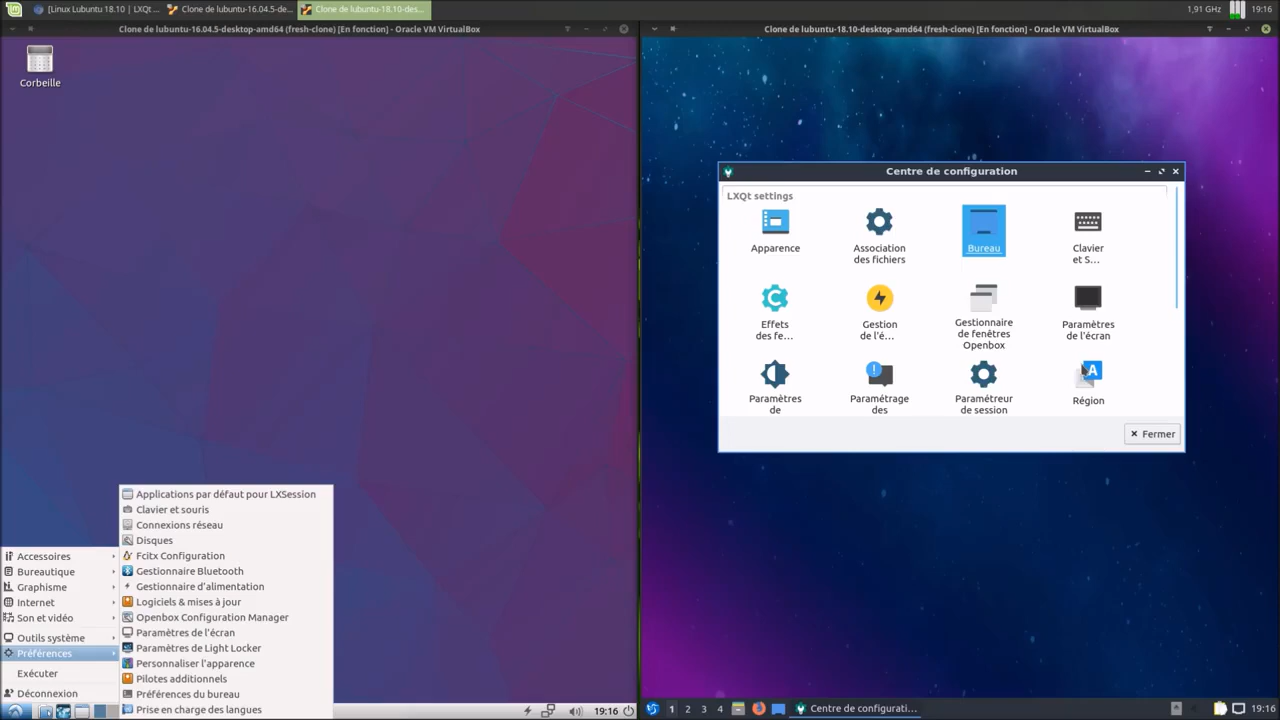 [Linux Lubuntu 18.10 | LXQt ...
Clone de lubuntu-16.04.5-de...
Clone de lubuntu-18.10-des...
1,91 GHz
19:16
Clone de lubuntu-16.04.5-desktop-amd64 (fresh-clone) [En fonction] - Oracle VM VirtualBox
Clone de lubuntu-18.10-desktop-amd64 (fresh-clone) [En fonction] - Oracle VM VirtualBox
Corbeille
Accessoires
Bureautique
Graphisme
Internet
Son et vidéo
Outils système
Préférences
Exécuter
Déconnexion
Applications par défaut pour LXSession
Clavier et souris
Connexions réseau
Disques
Fcitx Configuration
Gestionnaire Bluetooth
Gestionnaire d'alimentation
Logiciels & mises à jour
Openbox Configuration Manager
Paramètres de l'écran
Paramètres de Light Locker
Personnaliser l'apparence
Pilotes additionnels
Préférences du bureau
Prise en charge des langues
19:16
Centre de configuration
LXQt settings
Apparence
Association
des fichiers
Bureau
Clavier
et S...
Effets
des fe...
Gestion
de l'é...
Gestionnaire
de fenêtres
Openbox
Paramètres
de l'écran
Paramètres
de
Paramétrage
des
Paramétreur
de session
Région
Fermer
1 2 3 4
Centre de configurati...
19:16